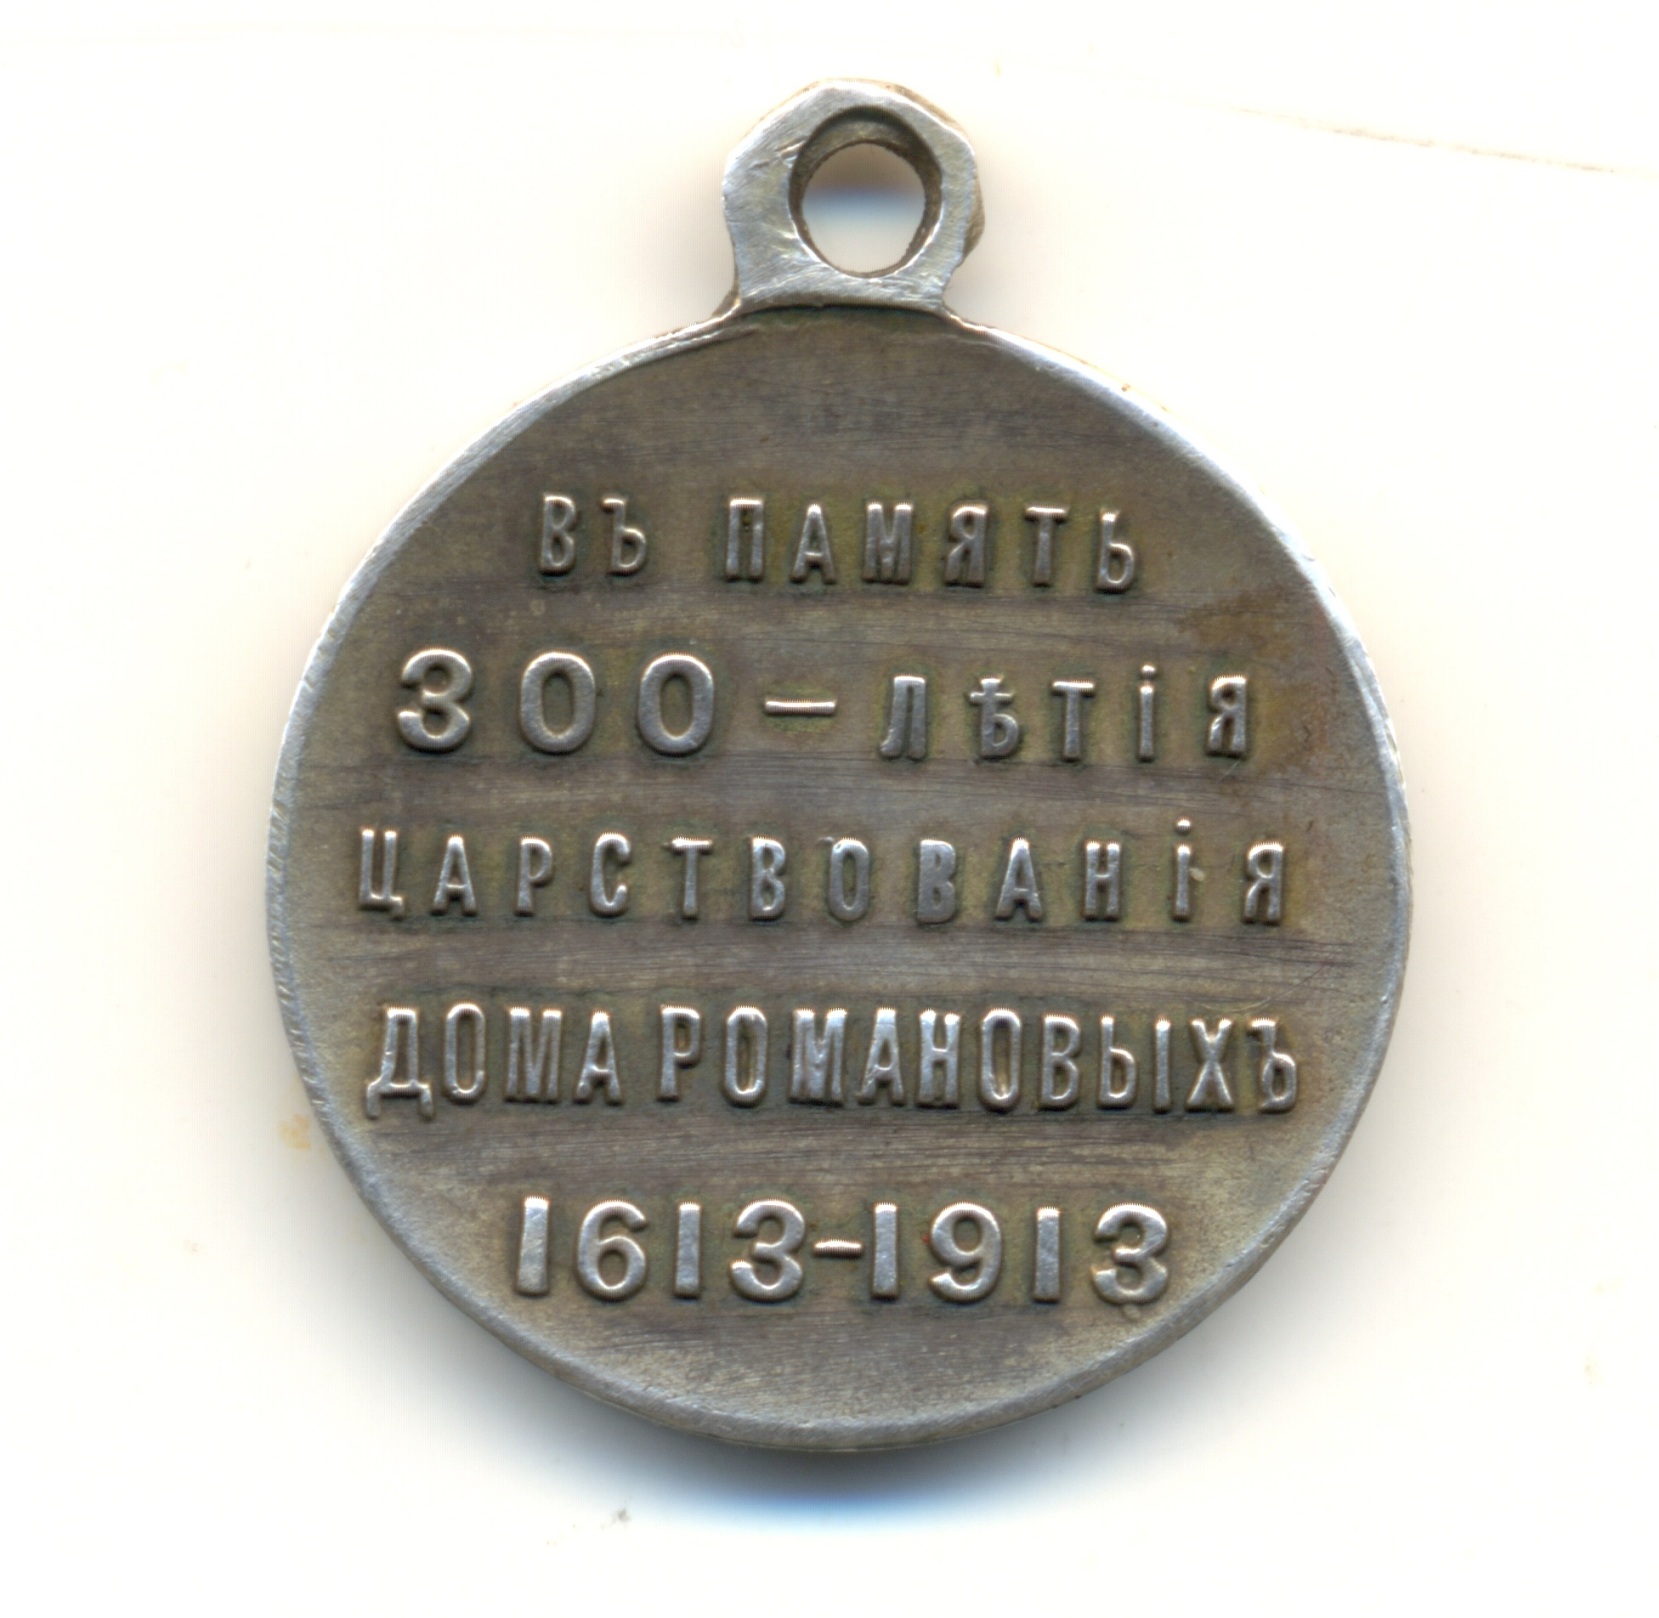 ВЪ ПАМЯТЬ
300 - ЛѢТІЯ
ЦАРСТВОВАНІЯ
ДОМА РОМАНОВЫХЪ
1613-1913